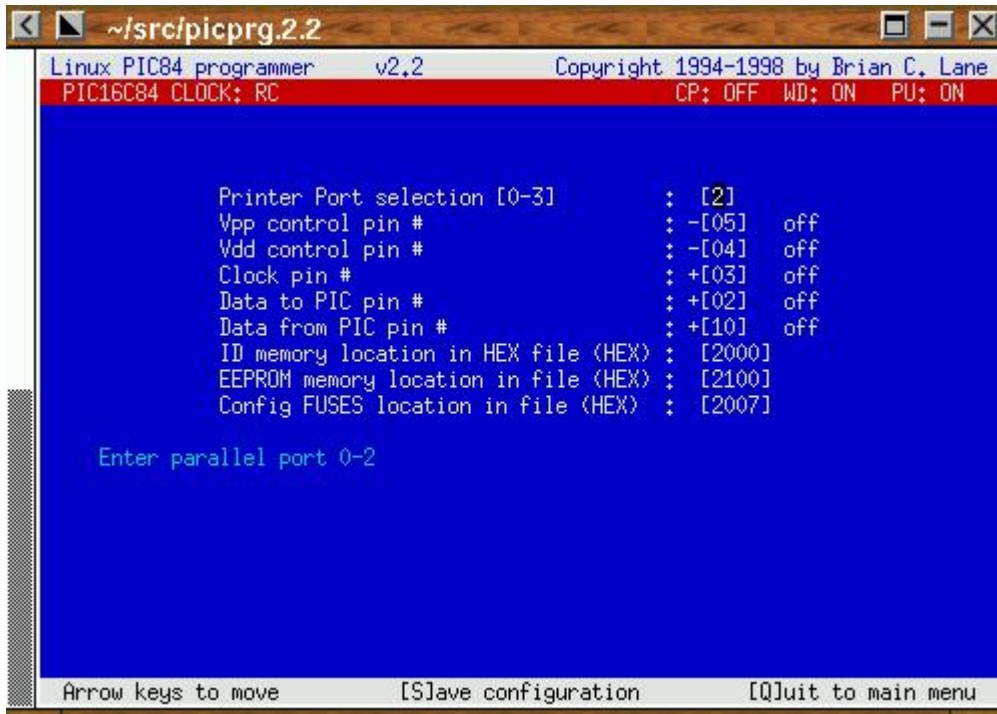 ~/src/picprg.2.2
Linux PIC84 programmer v2.2 Copyright 1994-1998 by Brian C. Lane
PIC16C84 CLOCK: RC CP: OFF WD: ON PU: ON
Printer Port selection [0-3] : [2]
Vpp control pin # : -[05] off
Vdd control pin # : -[04] off
Clock pin # : +[03] off
Data to PIC pin # : +[02] off
Data from PIC pin # : +[10] off
ID memory location in HEX file (HEX) : [2000]
EEPROM memory location in file (HEX) : [2100]
Config FUSES location in file (HEX) : [2007]
Enter parallel port 0-2
Arrow keys to move [S]ave configuration [Q]uit to main menu